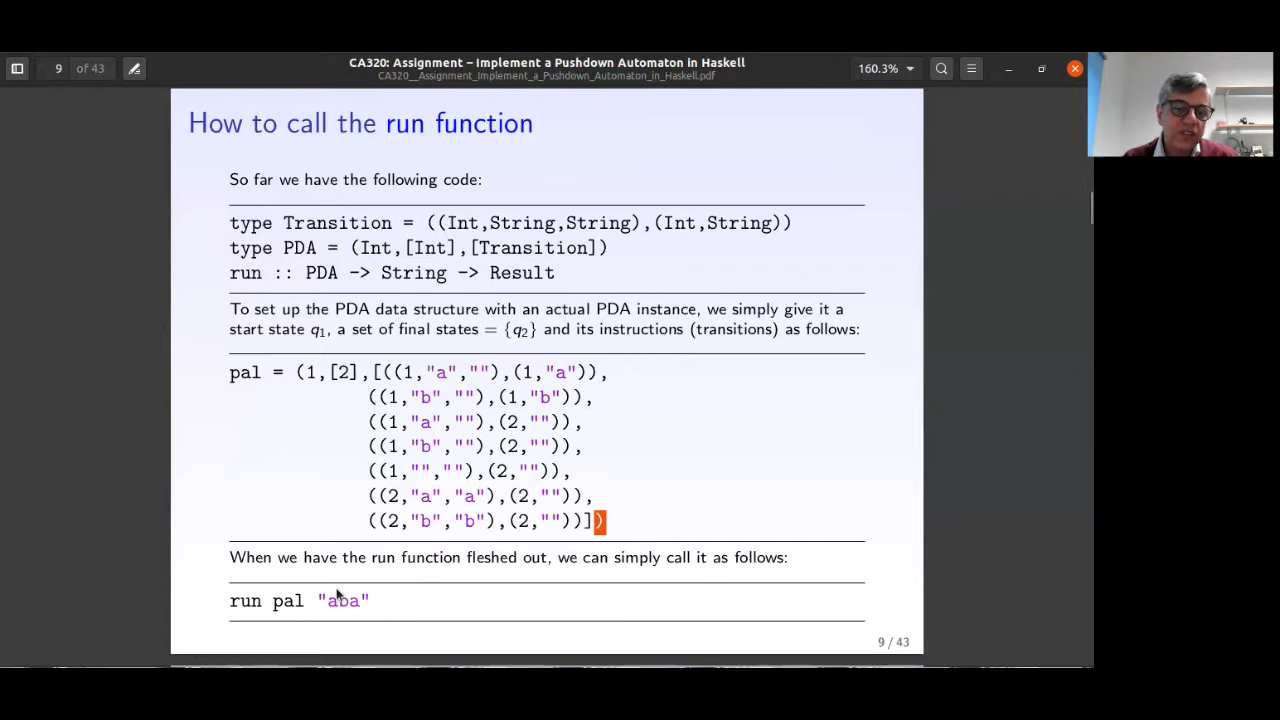 9 of 43
CA320: Assignment – Implement a Pushdown Automaton in Haskell
CA320__Assignment_Implement_a_Pushdown_Automaton_in_Haskell.pdf
160.3%
How to call the run function
So far we have the following code:
type Transition = ((Int,String,String),(Int,String))
type PDA = (Int,[Int],[Transition])
run :: PDA -> String -> Result
To set up the PDA data structure with an actual PDA instance, we simply give it a
start state q₁, a set of final states = {q₂} and its instructions (transitions) as follows:
pal = (1,[2],[((1,"a",""),(1,"a")),
((1,"b",""),(1,"b")),
((1,"a",""),(2,"")),
((1,"b",""),(2,"")),
((1,"",""),(2,"")),
((2,"a","a"),(2,"")),
((2,"b","b"),(2,""))])
When we have the run function fleshed out, we can simply call it as follows:
run pal "aba"
9 / 43